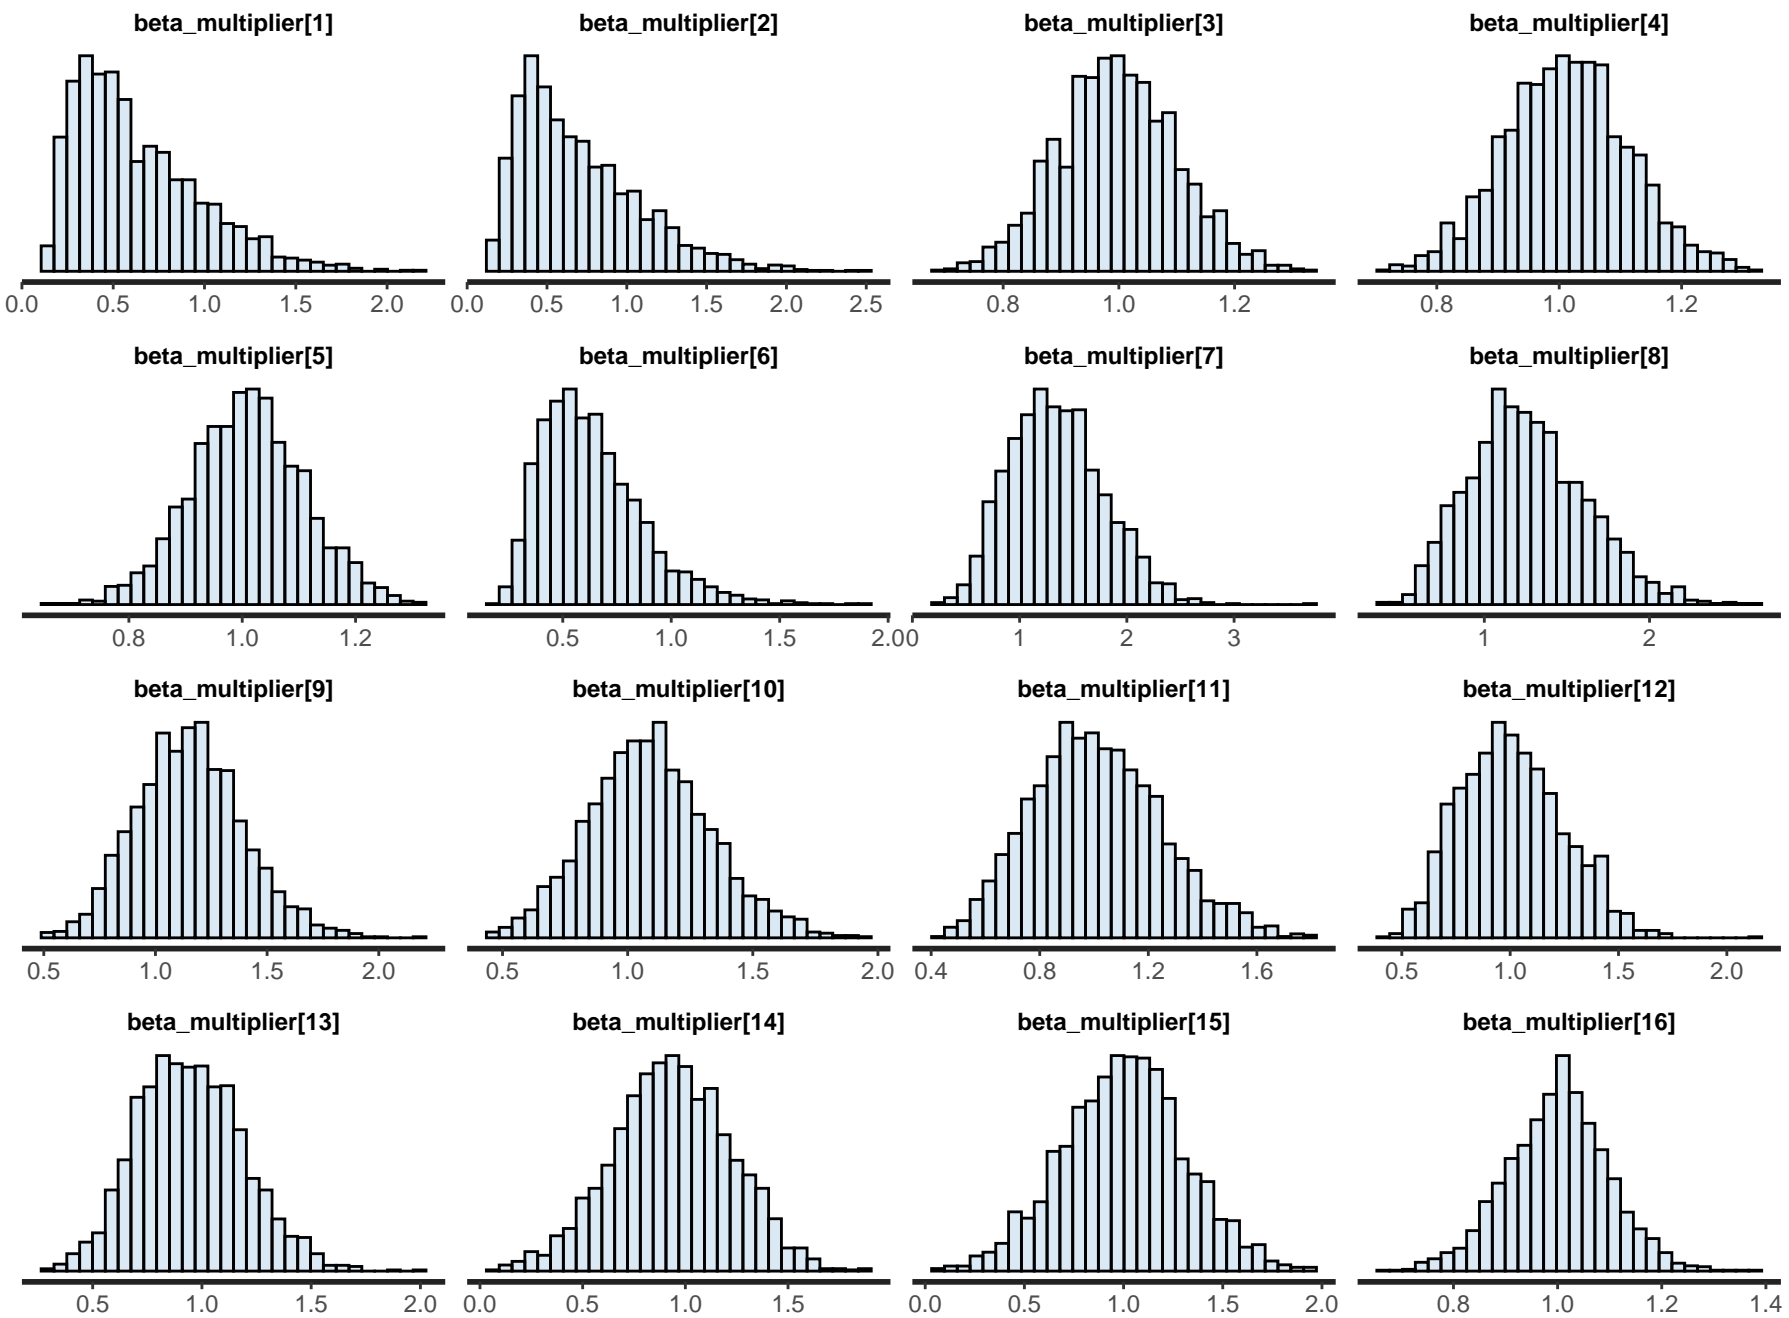 beta_multiplier[1] beta_multiplier[2] beta_multiplier[3] beta_multiplier[4]
0.0 0.5 1.0 1.5 2.0 0.0 0.5 1.0 1.5 2.0 2.5 0.8 1.0 1.2 0.8 1.0 1.2
beta_multiplier[5] beta_multiplier[6] beta_multiplier[7] beta_multiplier[8]
0.8 1.0 1.2 0.5 1.0 1.5 2.0 0 1 2 3 1 2
beta_multiplier[9] beta_multiplier[10] beta_multiplier[11] beta_multiplier[12]
0.5 1.0 1.5 2.0 0.5 1.0 1.5 2.0 0.4 0.8 1.2 1.6 0.5 1.0 1.5 2.0
beta_multiplier[13] beta_multiplier[14] beta_multiplier[15] beta_multiplier[16]
0.5 1.0 1.5 2.0 0.0 0.5 1.0 1.5 0.0 0.5 1.0 1.5 2.0 0.8 1.0 1.2 1.4